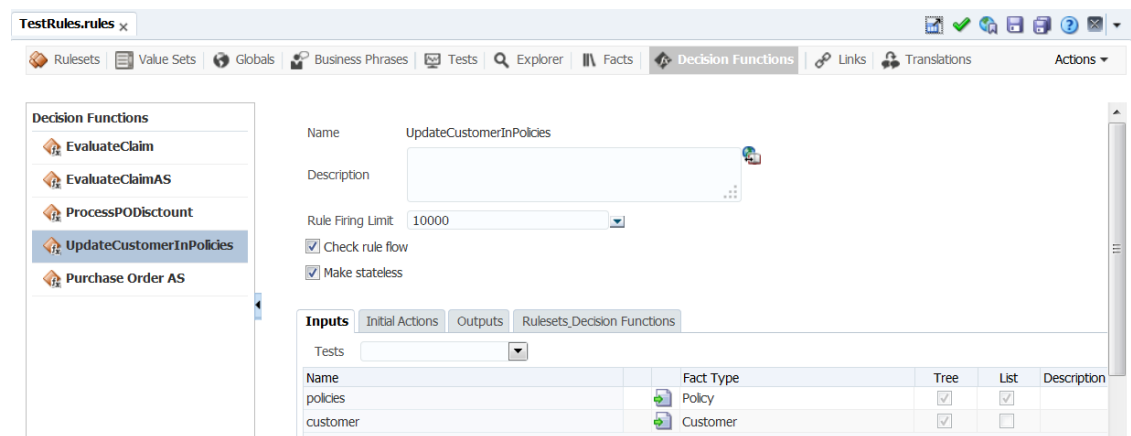 TestRules.rules x
Rulesets Value Sets Globals Business Phrases Tests Explorer Facts Decision Functions Links Translations Actions
Decision Functions
EvaluateClaim
EvaluateClaimAS
ProcessPODisctount
UpdateCustomerInPolicies
Purchase Order AS
Name UpdateCustomerInPolicies
Description
Rule Firing Limit 10000
Check rule flow
Make stateless
Inputs Initial Actions Outputs Rulesets_Decision Functions
Tests
Name Fact Type Tree List Description
policies Policy
customer Customer